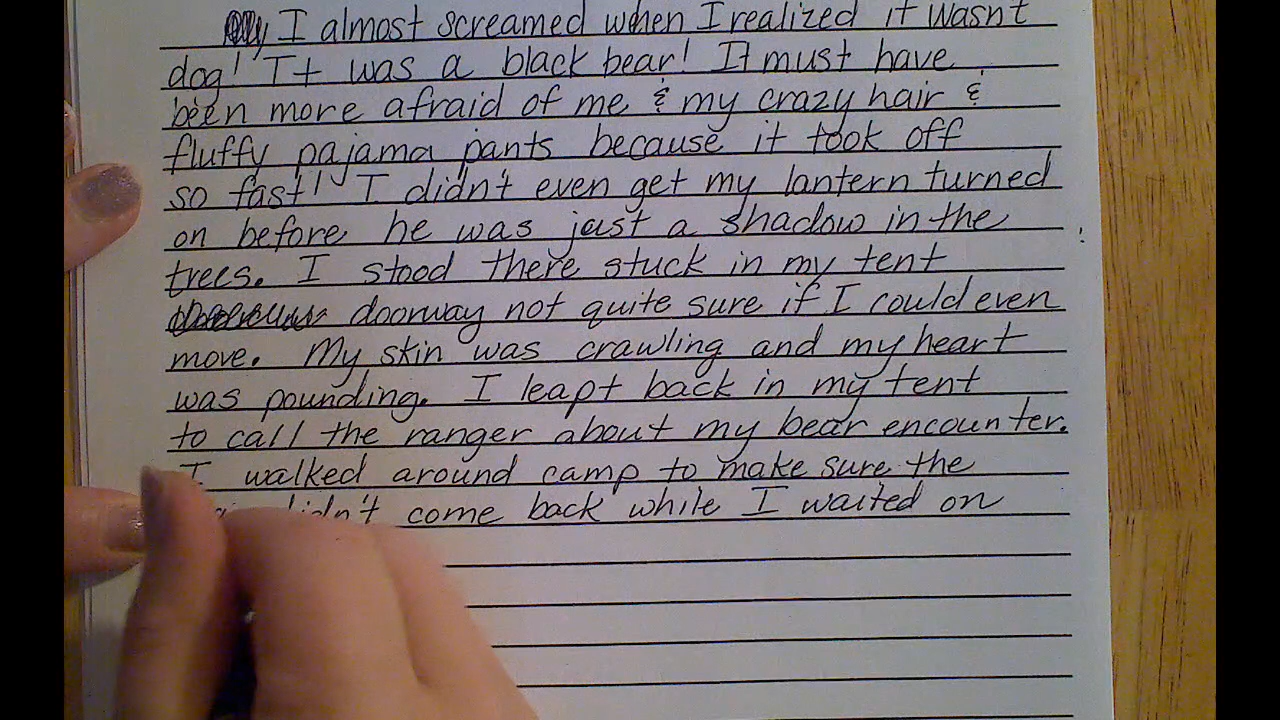 I almost screamed when I realized it wasn't
dog! It was a black bear! It must have
been more afraid of me & my crazy hair &
fluffy pajama pants because it took off
so fast! I didn't even get my lantern turned
on before he was just a shadow in the
trees. I stood there stuck in my tent
doorway not quite sure if I could even
move. My skin was crawling and my heart
was pounding. I leapt back in my tent
to call the ranger about my bear encounter.
I walked around camp to make sure the
didn't come back while I waited on